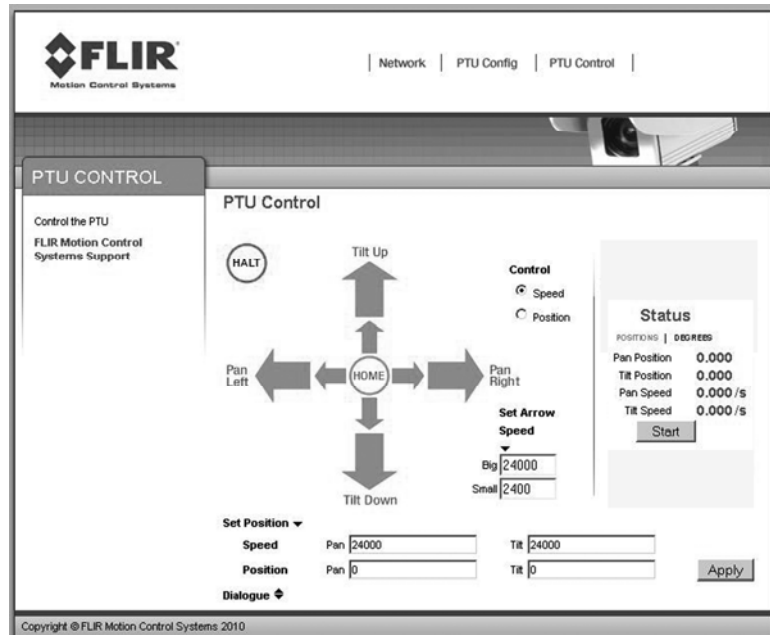 FLIR
Motion Control Systems
| Network | PTU Config | PTU Control |
PTU CONTROL
Control the PTU
FLIR Motion Control
Systems Support
PTU Control
HALT
Tilt Up
Pan
Left
HOME
Pan
Right
Tilt Down
Control
Speed
Position
Set Arrow
Speed
Big 24000
Small 2400
Status
POSITIONS | DEGREES
Pan Position 0.000
Tilt Position 0.000
Pan Speed 0.000 /s
Tilt Speed 0.000 /s
Start
Set Position
Speed Pan 24000 Tilt 24000
Position Pan 0 Tilt 0
Apply
Dialogue
Copyright © FLIR Motion Control Systems 2010